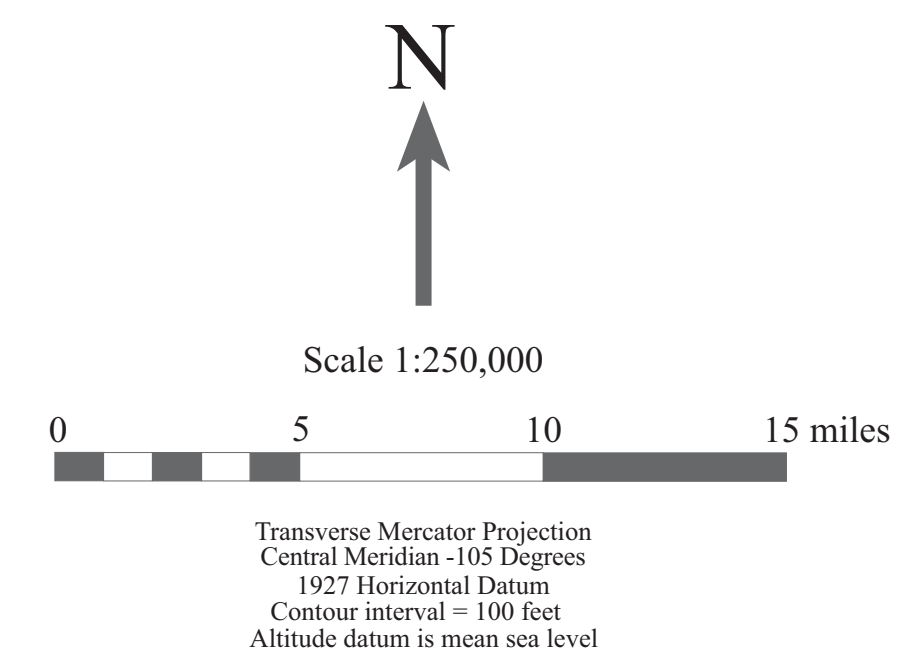 N
Scale 1:250,000
0 5 10 15 miles
Transverse Mercator Projection
Central Meridian -105 Degrees
1927 Horizontal Datum
Contour interval = 100 feet
Altitude datum is mean sea level